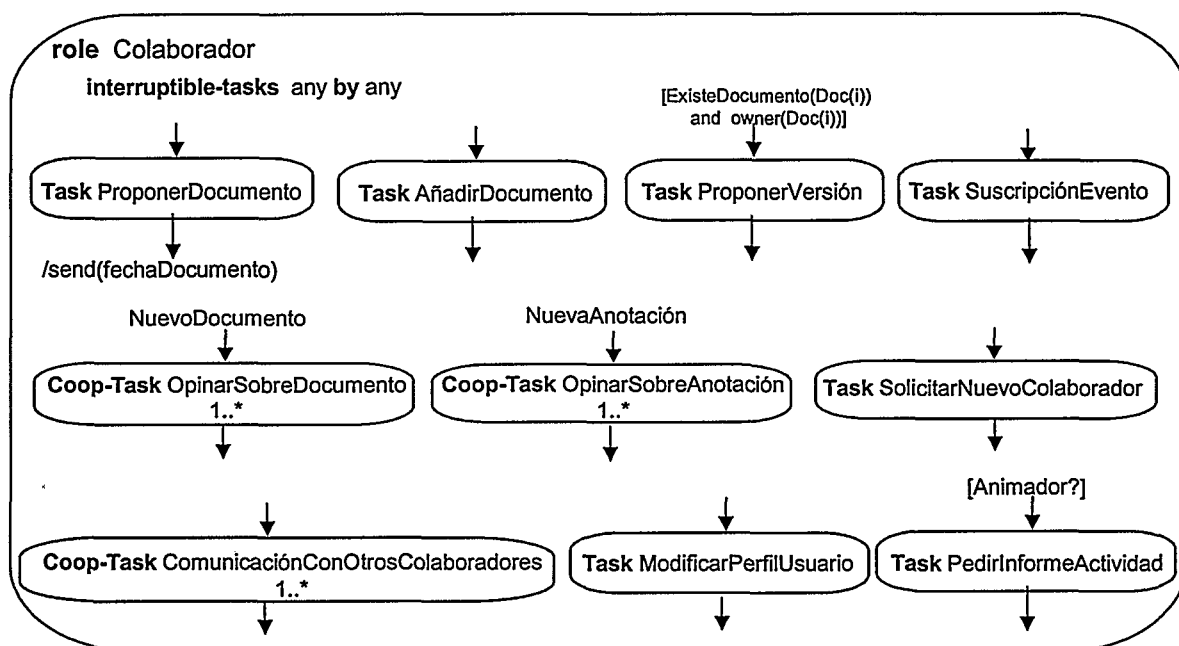 role Colaborador
interruptible-tasks any by any
[ExisteDocumento(Doc(i))
and owner(Doc(i))]
Task ProponerDocumento
Task AñadirDocumento
Task ProponerVersión
Task SuscripciónEvento
/send(fechaDocumento)
NuevoDocumento
NuevaAnotación
Coop-Task OpinarSobreDocumento
1..*
Coop-Task OpinarSobreAnotación
1..*
Task SolicitarNuevoColaborador
[Animador?]
Coop-Task ComunicaciónConOtrosColaboradores
1..*
Task ModificarPerfilUsuario
Task PedirInformeActividad